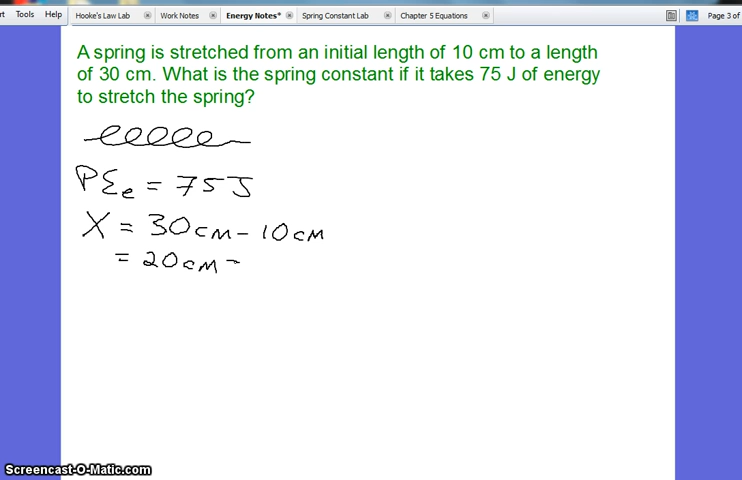 rt Tools Help Hooke's Law Lab Work Notes Energy Notes* Spring Constant Lab Chapter 5 Equations Page 3 of
A spring is stretched from an initial length of 10 cm to a length
of 30 cm. What is the spring constant if it takes 75 J of energy
to stretch the spring?
PEe = 75 J
X = 30cm - 10cm
= 20cm =
Screencast-O-Matic.com